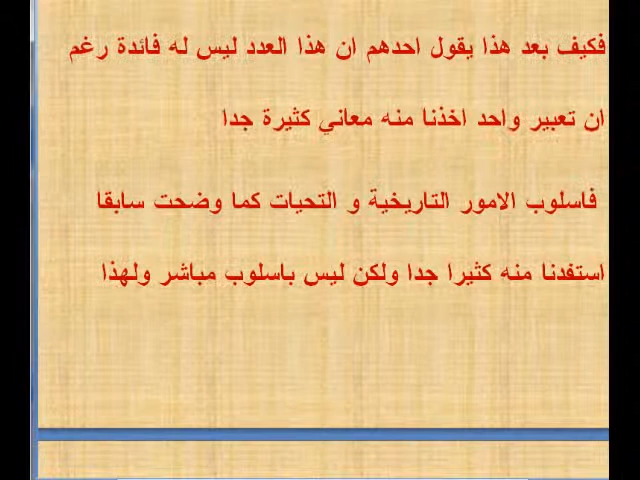 فكيف بعد هذا يقول احدهم ان هذا العدد ليس له فائدة رغم
ان تعبير واحد اخذنا منه معاني كثيرة جدا
فاسلوب الامور التاريخية و التحيات كما وضحت سابقا
استفدنا منه كثيرا جدا ولكن ليس باسلوب مباشر ولهذا